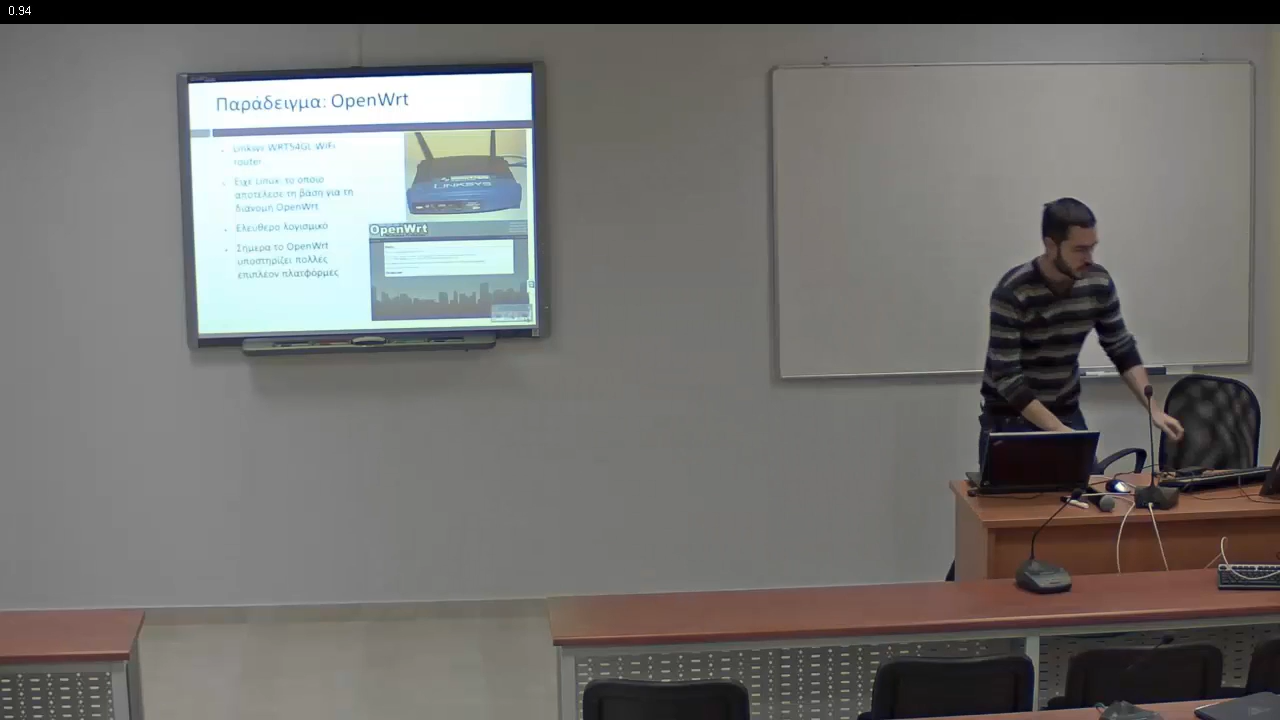 0.94
Παράδειγμα: OpenWrt
Linksys WRT54GL WiFi
router
Είχε Linux, το οποίο
αποτέλεσε τη βάση για τη
διανομή OpenWrt
Ελεύθερο λογισμικό
Σήμερα το OpenWrt
υποστηρίζει πολλές
επιπλέον πλατφόρμες
LINKSYS
OpenWrt